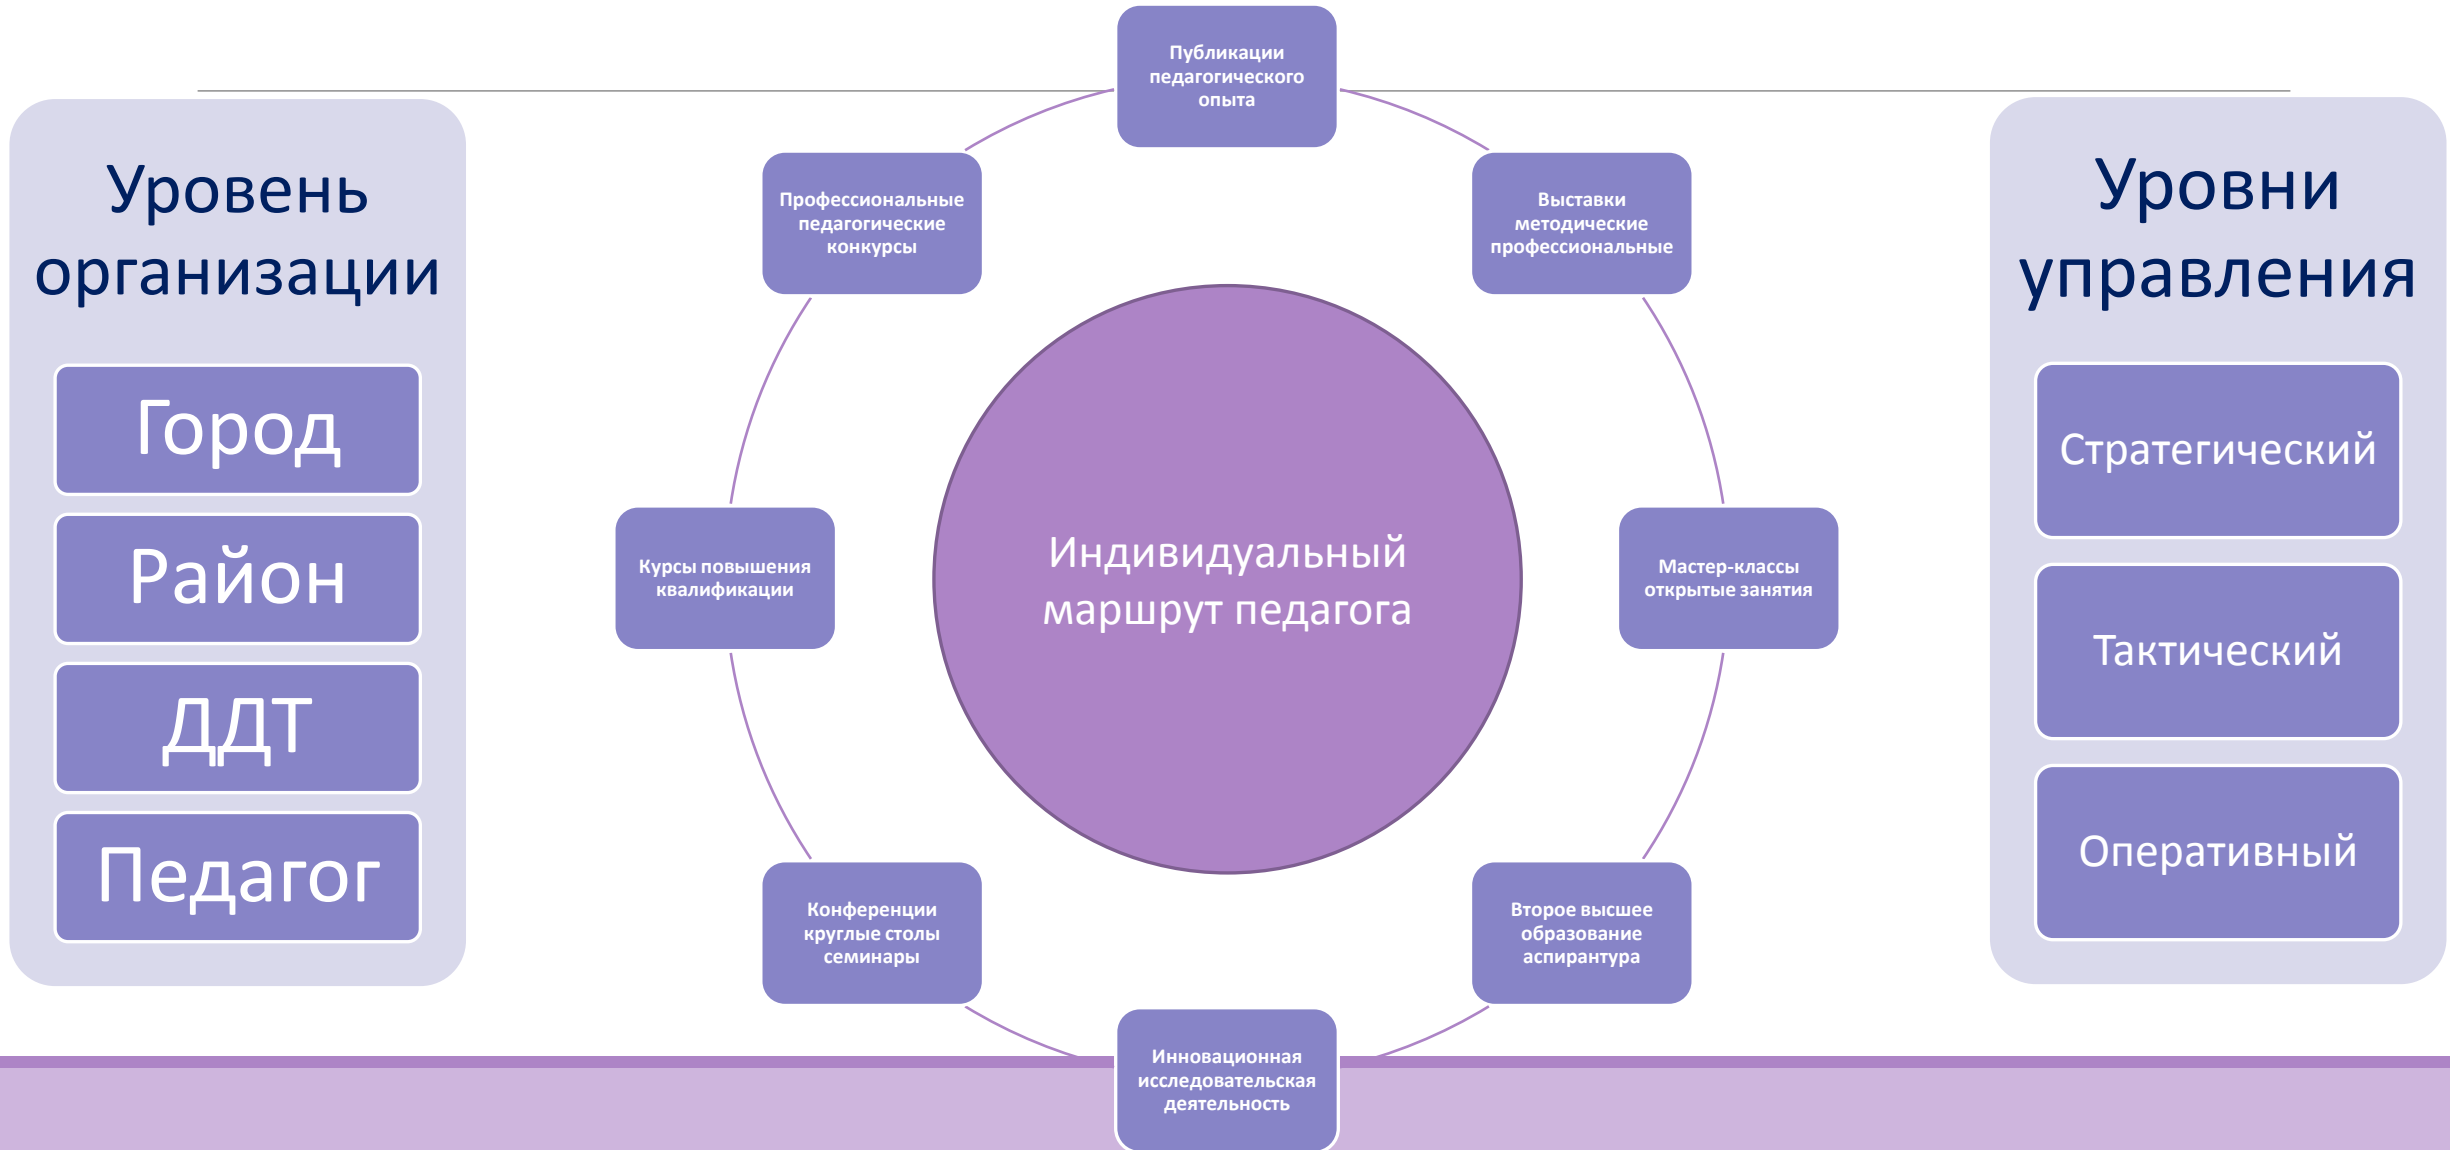 Уровень
организации
Город
Район
ДДТ
Педагог
Публикации
педагогического
опыта
Выставки
методические
профессиональные
Мастер-классы
открытые занятия
Второе высшее
образование
аспирантура
Инновационная
исследовательская
деятельность
Конференции
круглые столы
семинары
Курсы повышения
квалификации
Профессиональные
педагогические
конкурсы
Индивидуальный
маршрут педагога
Уровни
управления
Стратегический
Тактический
Оперативный